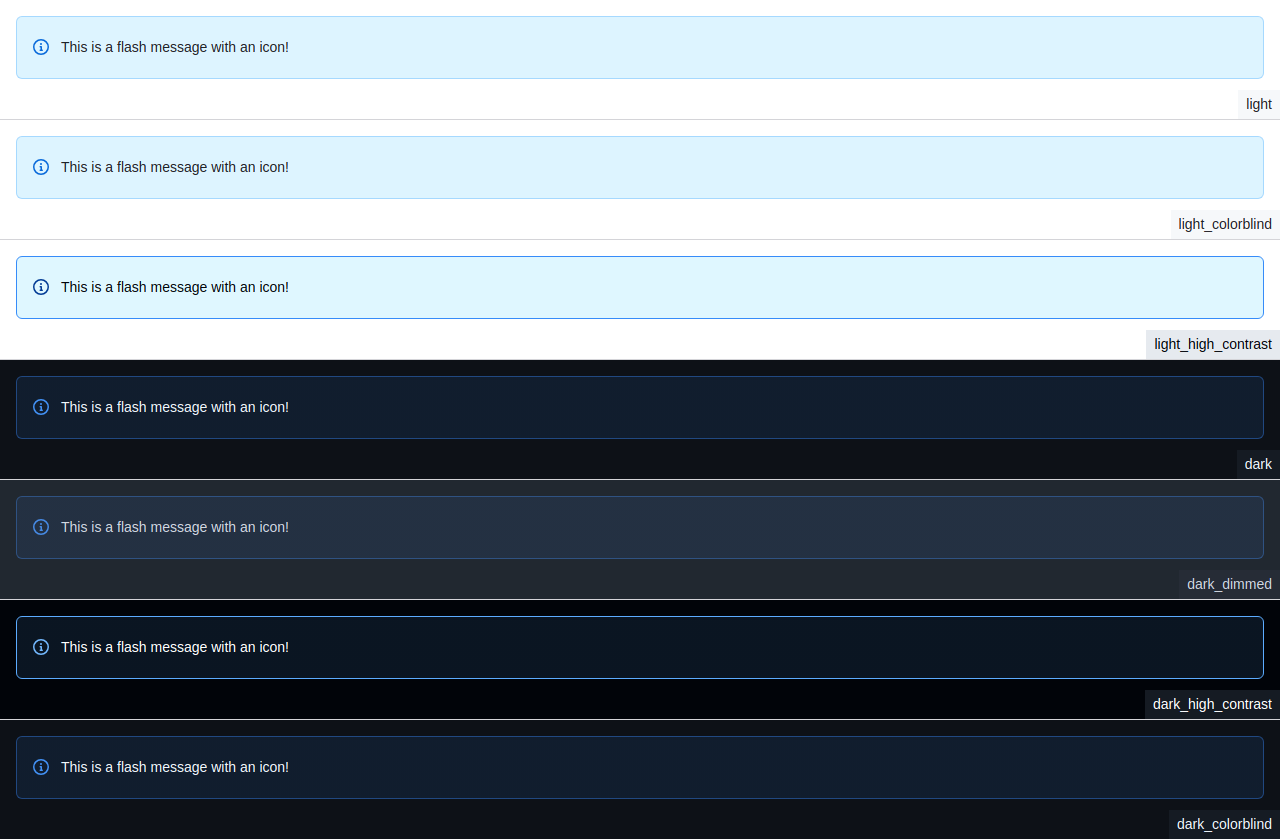 This is a flash message with an icon!
light
This is a flash message with an icon!
light_colorblind
This is a flash message with an icon!
light_high_contrast
This is a flash message with an icon!
dark
This is a flash message with an icon!
dark_dimmed
This is a flash message with an icon!
dark_high_contrast
This is a flash message with an icon!
dark_colorblind